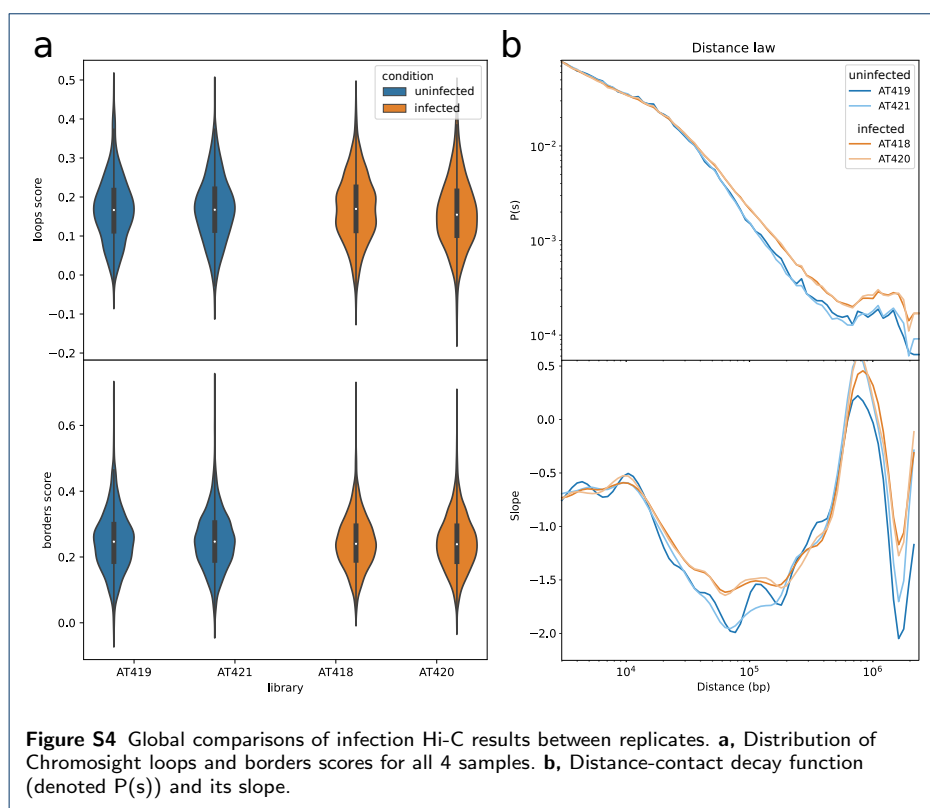 a
b
Distance law
condition
uninfected
infected
0.5
0.4
0.3
0.2
0.1
0.0
−0.1
−0.2
loops score
0.6
0.4
0.2
0.0
borders score
AT419
AT421
AT418
AT420
library
uninfected
AT419
AT421
infected
AT418
AT420
10⁻²
10⁻³
10⁻⁴
P(s)
0.5
0.0
−0.5
−1.0
−1.5
−2.0
Slope
10⁴
10⁵
10⁶
Distance (bp)
Figure S4 Global comparisons of infection Hi-C results between replicates. a, Distribution of
Chromosight loops and borders scores for all 4 samples. b, Distance-contact decay function
(denoted P(s)) and its slope.